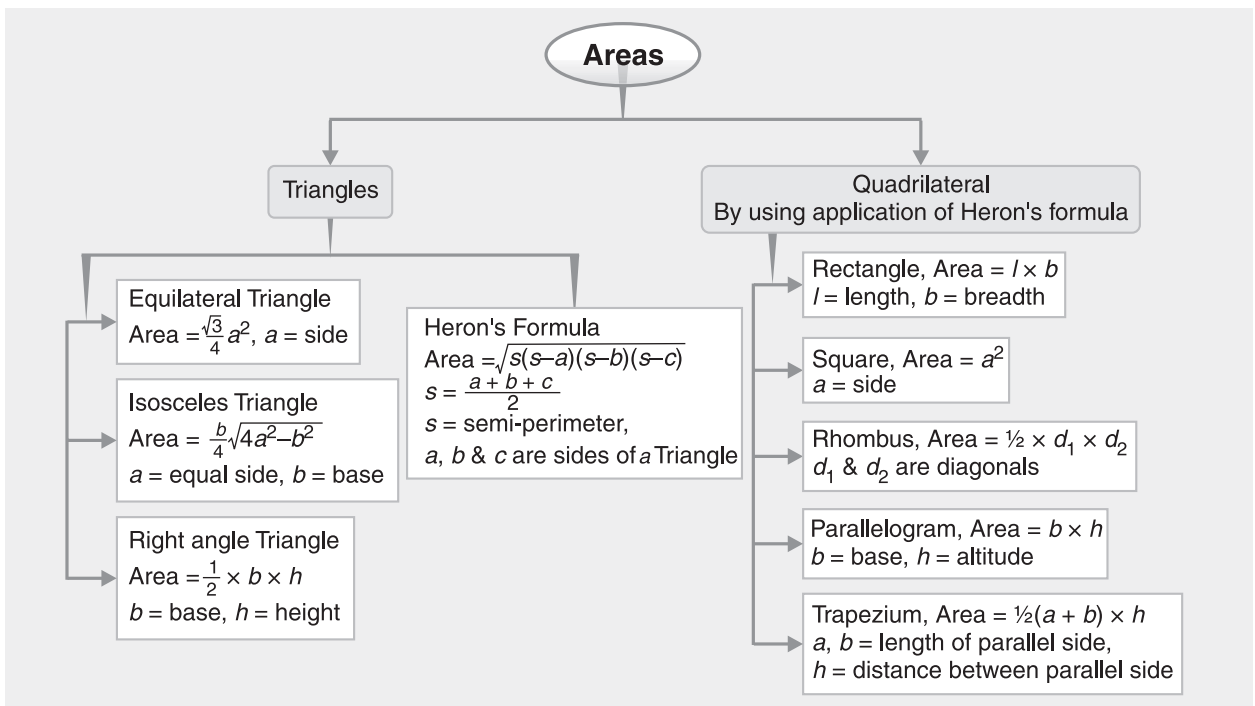 Areas
Triangles
Equilateral Triangle
Area = √3/4 a², a = side
Isosceles Triangle
Area = b/4 √(4a²–b²)
a = equal side, b = base
Right angle Triangle
Area = 1/2 × b × h
b = base, h = height
Heron's Formula
Area = √(s(s–a)(s–b)(s–c))
s = (a + b + c)/2
s = semi-perimeter,
a, b & c are sides of a Triangle
Quadrilateral
By using application of Heron's formula
Rectangle, Area = l × b
l = length, b = breadth
Square, Area = a²
a = side
Rhombus, Area = ½ × d₁ × d₂
d₁ & d₂ are diagonals
Parallelogram, Area = b × h
b = base, h = altitude
Trapezium, Area = ½(a + b) × h
a, b = length of parallel side,
h = distance between parallel side